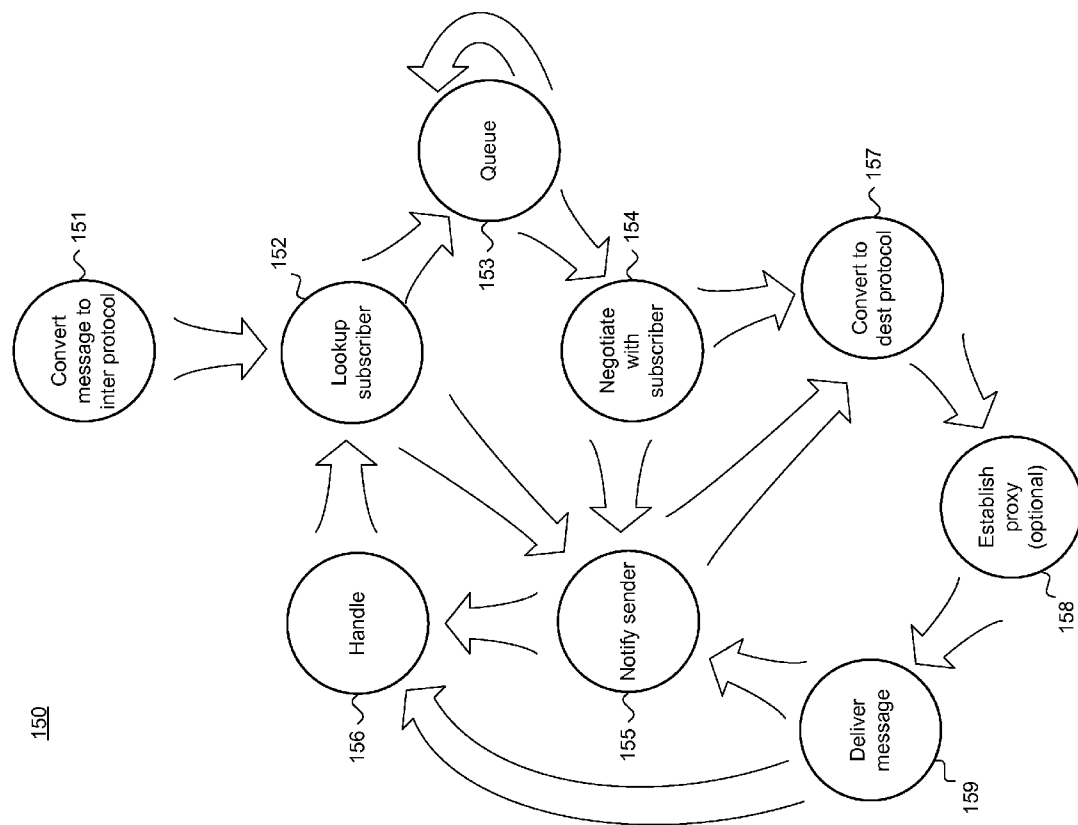 150
Convert
message to
inter protocol
151
Lookup
subscriber
152
Queue
153
Negotiate
with
subscriber
154
Notify sender
155
Handle
156
Convert to
dest protocol
157
Establish
proxy
(optional)
158
Deliver
message
159